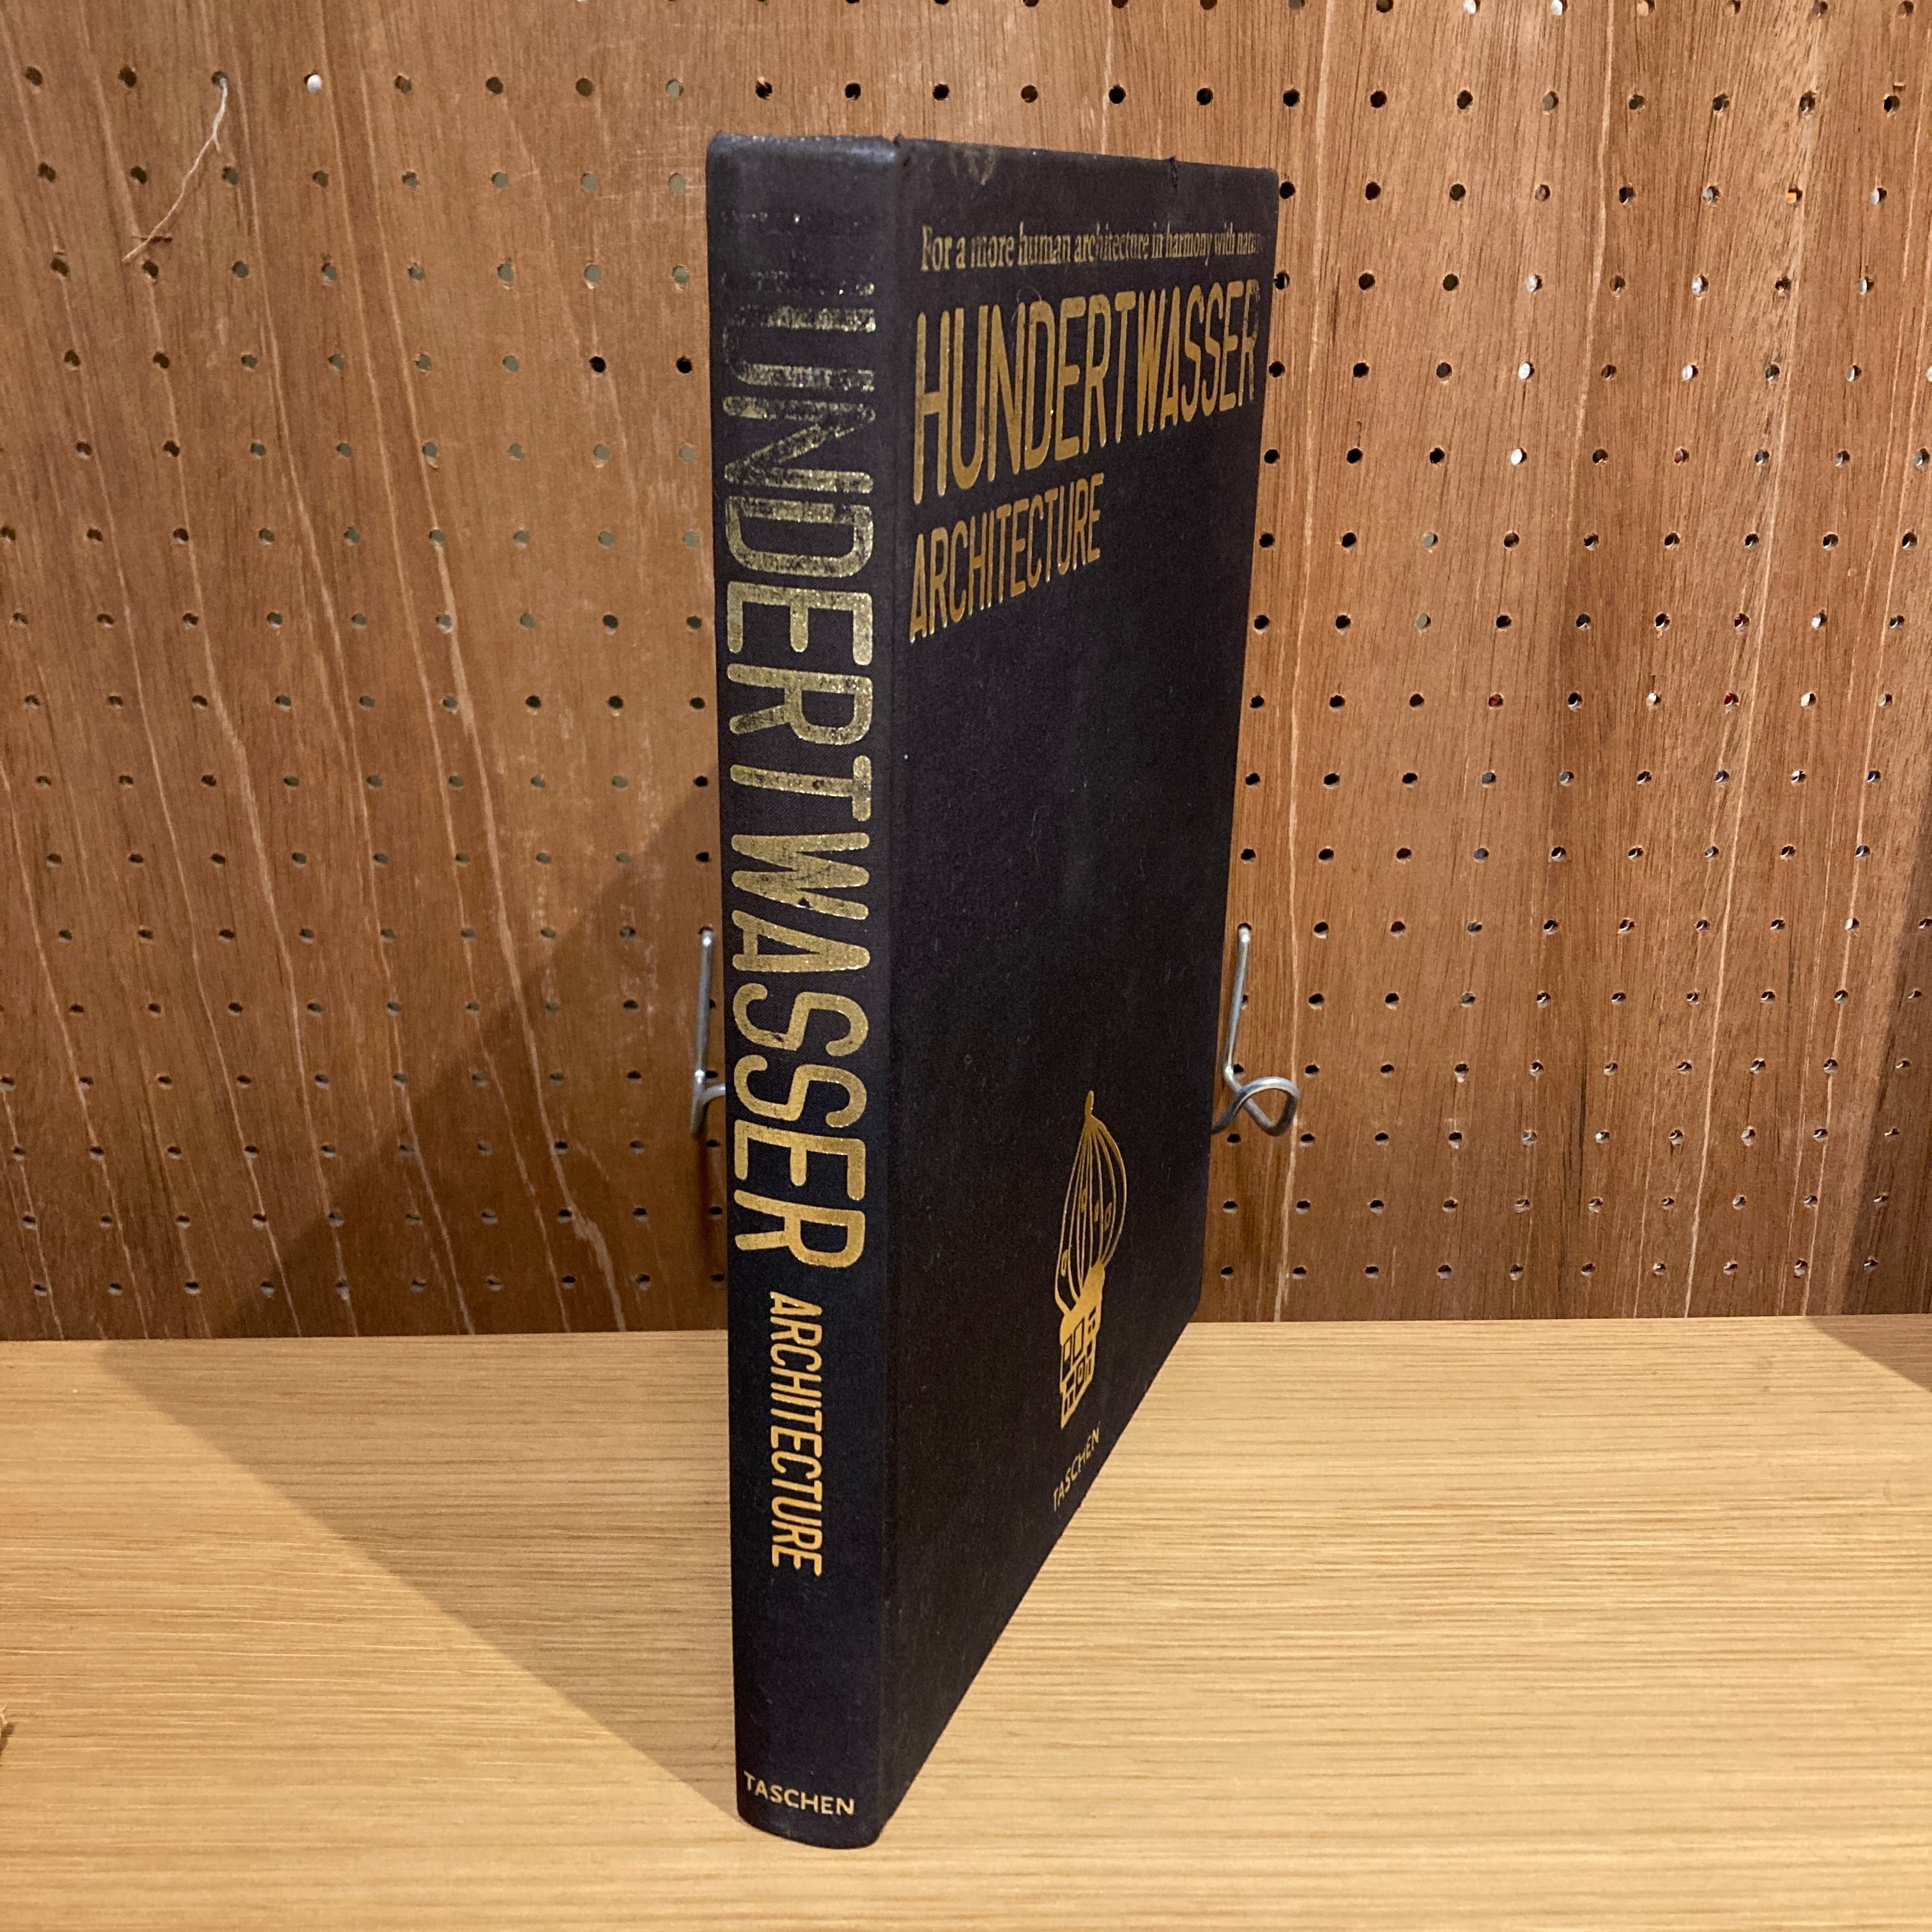 HUNDERTWASSER ARCHITECTURE
TASCHEN
For a more human architecture in harmony with nature
HUNDERTWASSER
ARCHITECTURE
TASCHEN